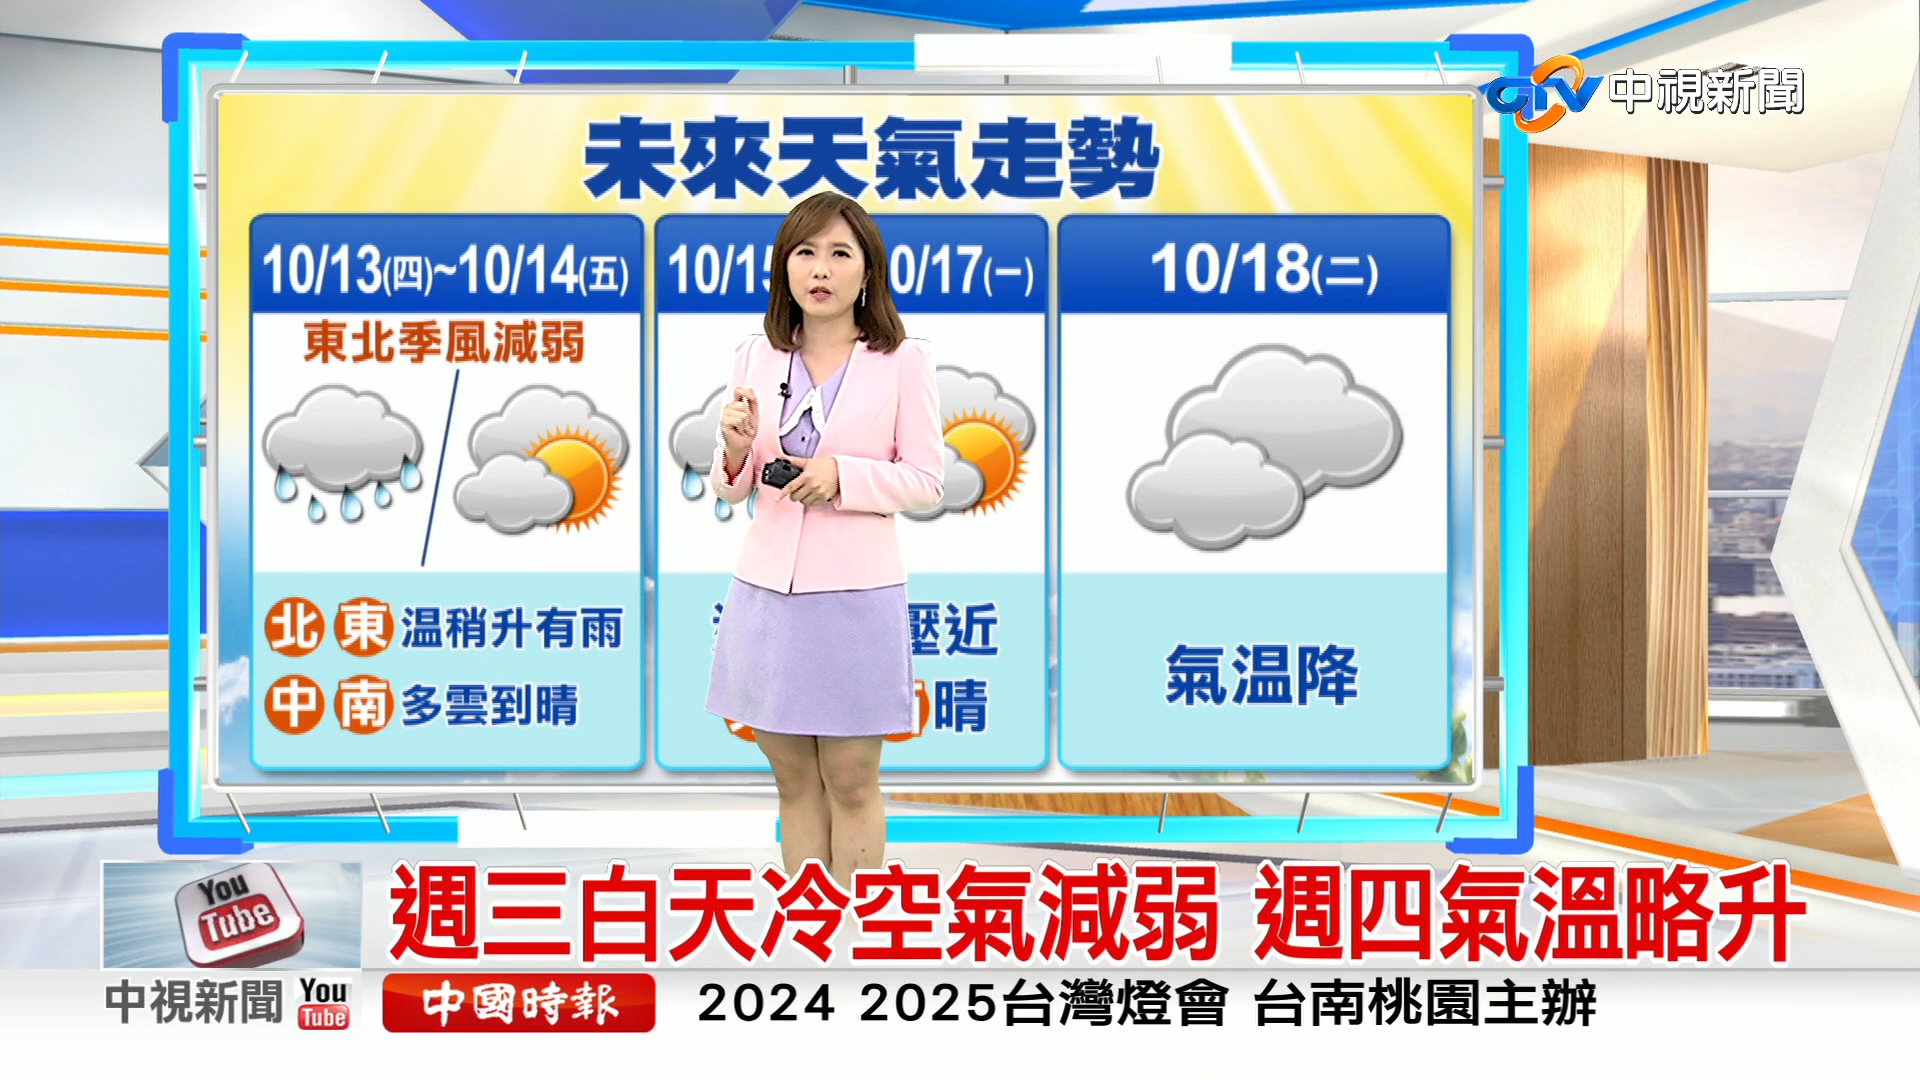 CTV 中視新聞
未來天氣走勢
10/13(四)~10/14(五)
東北季風減弱
北 東 温稍升有雨
中 南 多雲到晴
10/15
0/17(一)
壓近
晴
10/18(二)
氣温降
You Tube
週三白天冷空氣減弱 週四氣溫略升
中視新聞 You Tube
中國時報 2024 2025台灣燈會 台南桃園主辦